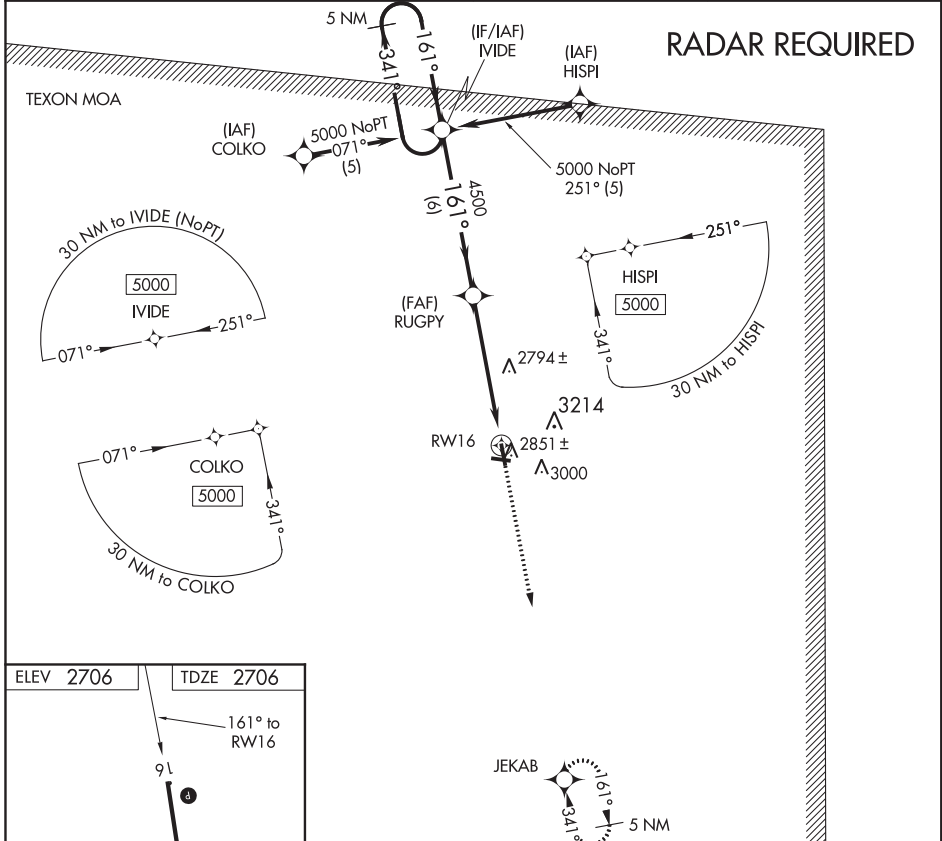 5 NM
161°
341°
(IF/IAF)
IVIDE
(IAF)
HISPI
RADAR REQUIRED
TEXON MOA
(IAF)
COLKO
5000 NoPT
071°
(5)
5000 NoPT
251° (5)
4500
161°
(6)
30 NM to IVIDE (NoPT)
5000
IVIDE
071°
251°
251°
HISPI
5000
341°
30 NM to HISPI
(FAF)
RUGPY
2794 ±
3214
RW16
2851 ±
3000
071°
COLKO
5000
341°
30 NM to COLKO
ELEV 2706
TDZE 2706
161° to
RW16
16
P
JEKAB
161°
341°
5 NM